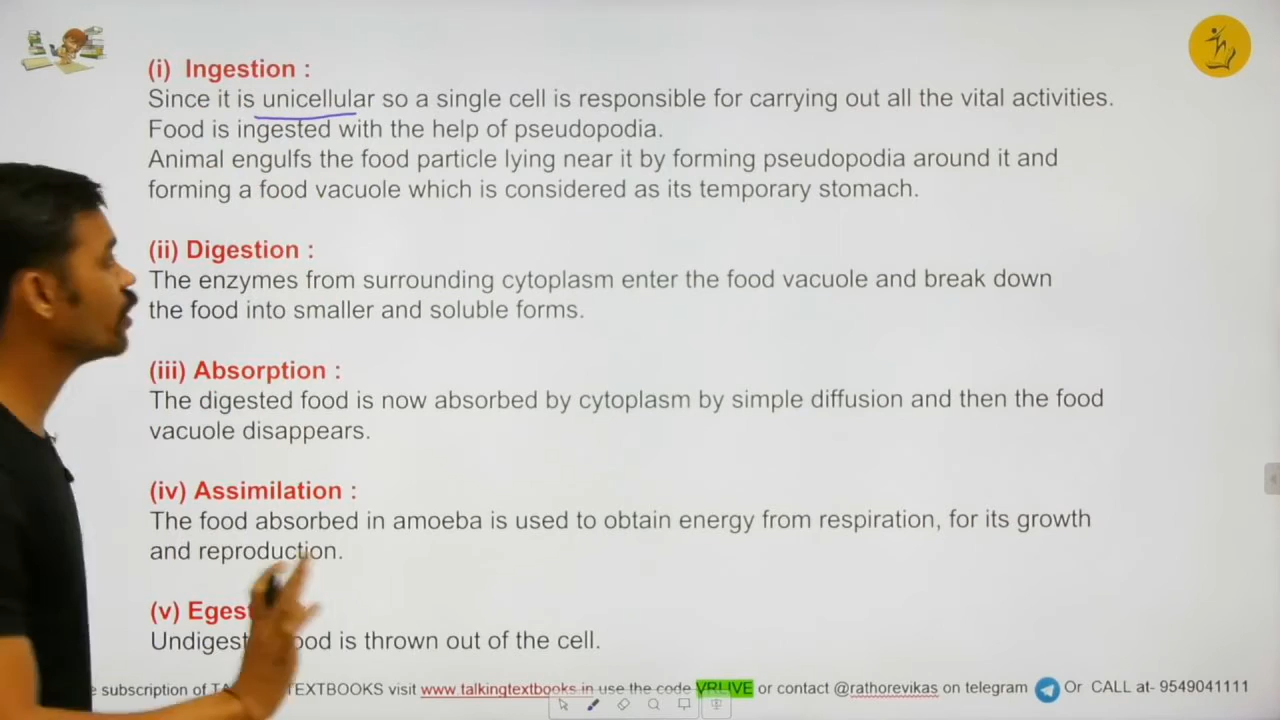 (i) Ingestion :
Since it is unicellular so a single cell is responsible for carrying out all the vital activities.
Food is ingested with the help of pseudopodia.
Animal engulfs the food particle lying near it by forming pseudopodia around it and
forming a food vacuole which is considered as its temporary stomach.
(ii) Digestion :
The enzymes from surrounding cytoplasm enter the food vacuole and break down
the food into smaller and soluble forms.
(iii) Absorption :
The digested food is now absorbed by cytoplasm by simple diffusion and then the food
vacuole disappears.
(iv) Assimilation :
The food absorbed in amoeba is used to obtain energy from respiration, for its growth
and reproduction.
(v) Egest
Undigest ood is thrown out of the cell.
subscription of TA TEXTBOOKS visit www.talkingtextbooks.in use the code VRLIVE or contact @rathorevikas on telegram Or CALL at- 9549041111